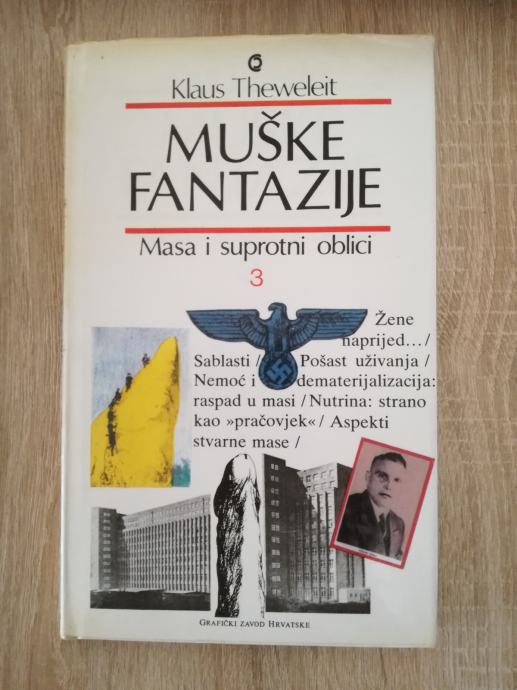 Klaus Theweleit
MUŠKE
FANTAZIJE
Masa i suprotni oblici
3
Žene
naprijed.../
Sablasti / Pošast uživanja /
Nemoć i dematerijalizacija:
raspad u masi / Nutrina: strano
kao »pračovjek« / Aspekti
stvarne mase /
GRAFIČKI ZAVOD HRVATSKE